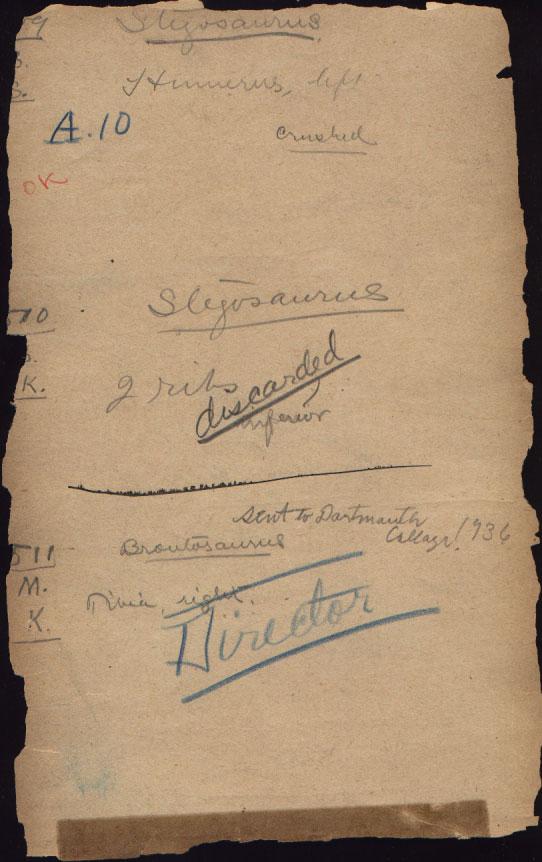 9 Stegosaurus
S.
S.
Humerus, left
A.10
Crushed
OK
510 Stegosaurus
S.
K.
2 ribs
discarded
inferior
Sent to Dartmouth
College! 1936
511 Brontosaurus
M.
Tibia, right.
K.
Director